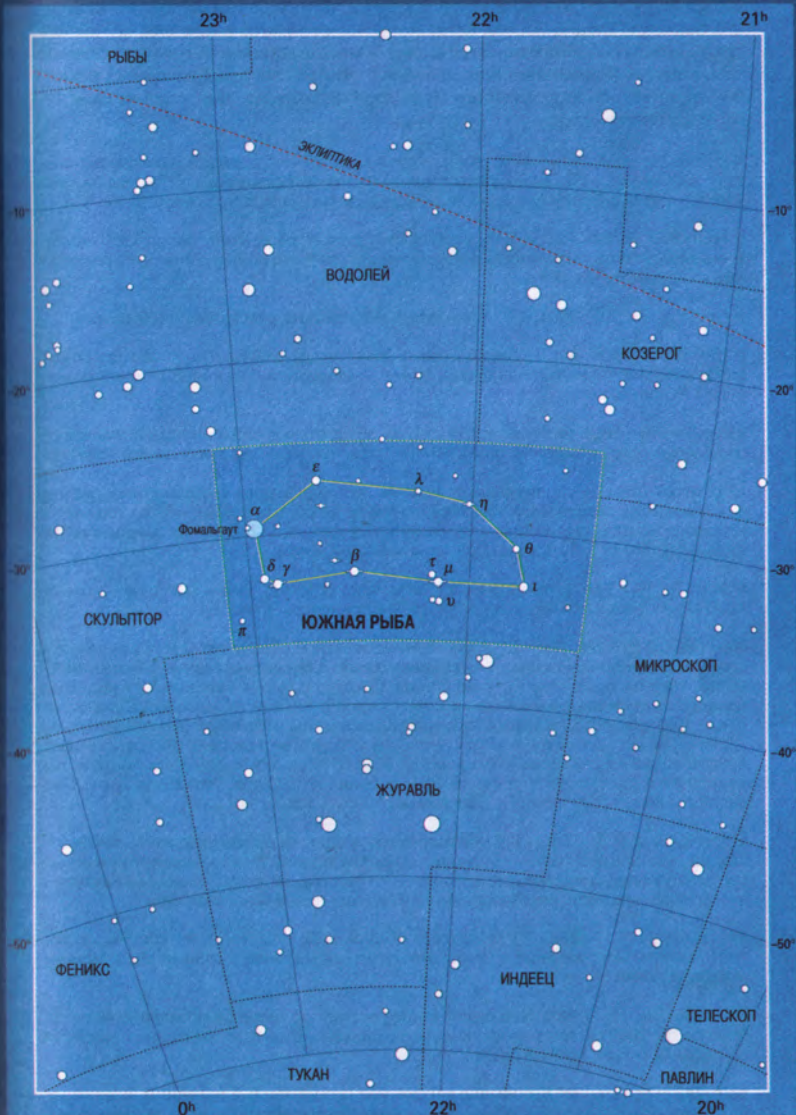 23h 22h 21h
РЫБЫ
ЭКЛИПТИКА
–10° –10°
ВОДОЛЕЙ
КОЗЕРОГ
–20° –20°
ε λ
α η
Фомальгаут
θ
–30° δ γ β τ μ ι –30°
υ
СКУЛЬПТОР π ЮЖНАЯ РЫБА
МИКРОСКОП
–40° –40°
ЖУРАВЛЬ
–50° –50°
ФЕНИКС ИНДЕЕЦ
ТЕЛЕСКОП
ТУКАН ПАВЛИН
0h 22h 20h